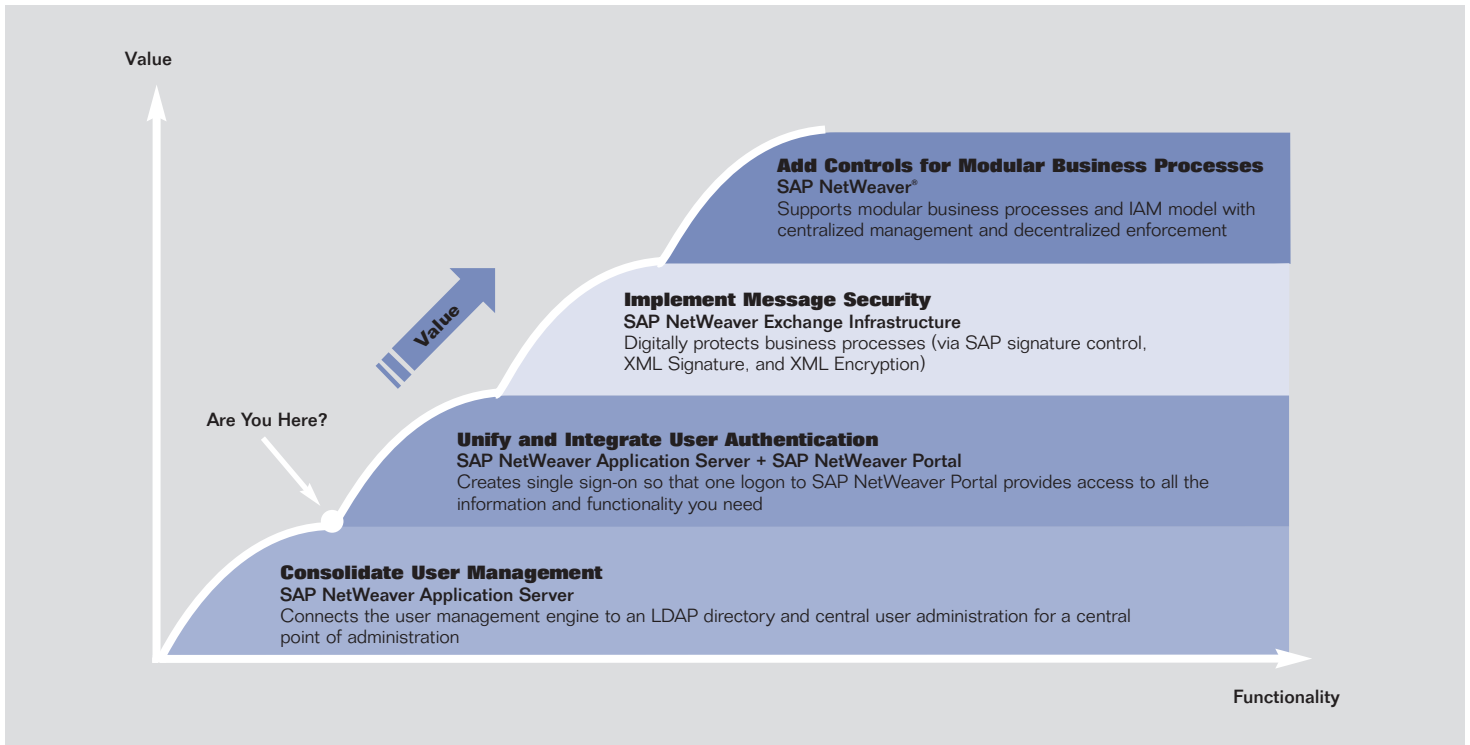 Value
Add Controls for Modular Business Processes
SAP NetWeaver®
Supports modular business processes and IAM model with
centralized management and decentralized enforcement
Implement Message Security
SAP NetWeaver Exchange Infrastructure
Digitally protects business processes (via SAP signature control,
XML Signature, and XML Encryption)
Value
Are You Here?
Unify and Integrate User Authentication
SAP NetWeaver Application Server + SAP NetWeaver Portal
Creates single sign-on so that one logon to SAP NetWeaver Portal provides access to all the
information and functionality you need
Consolidate User Management
SAP NetWeaver Application Server
Connects the user management engine to an LDAP directory and central user administration for a central
point of administration
Functionality